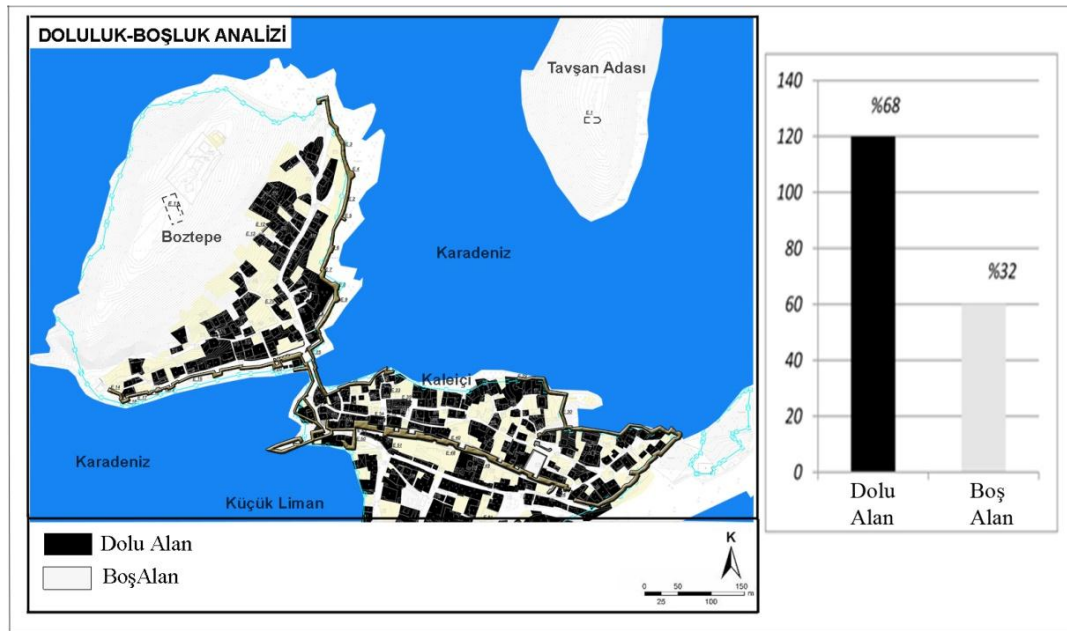 DOLULUK-BOŞLUK ANALİZİ
Tavşan Adası
Boztepe
Karadeniz
Kaleiçi
Karadeniz
Küçük Liman
Dolu Alan
BoşAlan
K
0 50 150
m
25 100
140
120
100
80
60
40
20
0
%68
%32
Dolu
Alan
Boş
Alan